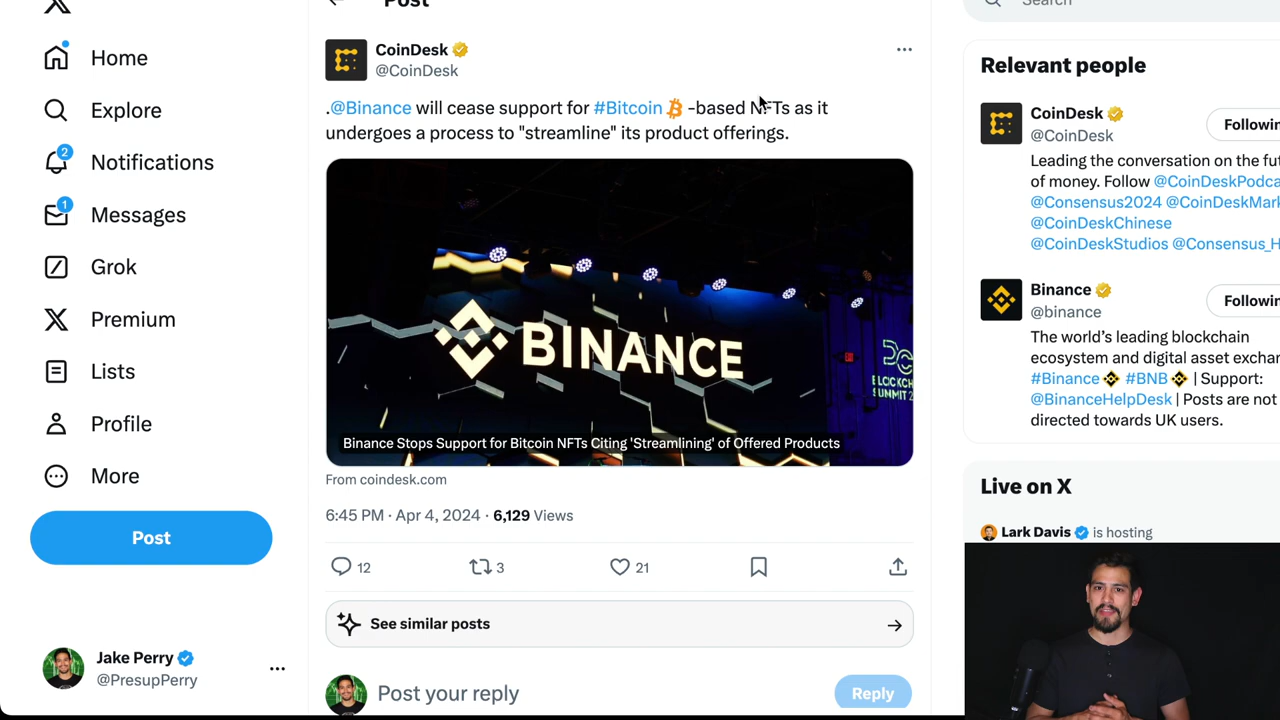 Post
Search
Home
Explore
2
Notifications
1
Messages
Grok
Premium
Lists
Profile
More
Post
Jake Perry
@PresupPerry
CoinDesk
@CoinDesk
.@Binance will cease support for #Bitcoin -based NFTs as it
undergoes a process to "streamline" its product offerings.
BINANCE
BLOCKCH
SUMMIT 2
Binance Stops Support for Bitcoin NFTs Citing 'Streamlining' of Offered Products
From coindesk.com
6:45 PM · Apr 4, 2024 · 6,129 Views
12
3
21
See similar posts
Post your reply
Reply
Relevant people
CoinDesk
@CoinDesk
Followin
Leading the conversation on the fut
of money. Follow @CoinDeskPodca
@Consensus2024 @CoinDeskMark
@CoinDeskChinese
@CoinDeskStudios @Consensus_H
Binance
@binance
Followin
The world's leading blockchain
ecosystem and digital asset exchan
#Binance #BNB | Support:
@BinanceHelpDesk | Posts are not
directed towards UK users.
Live on X
Lark Davis is hosting